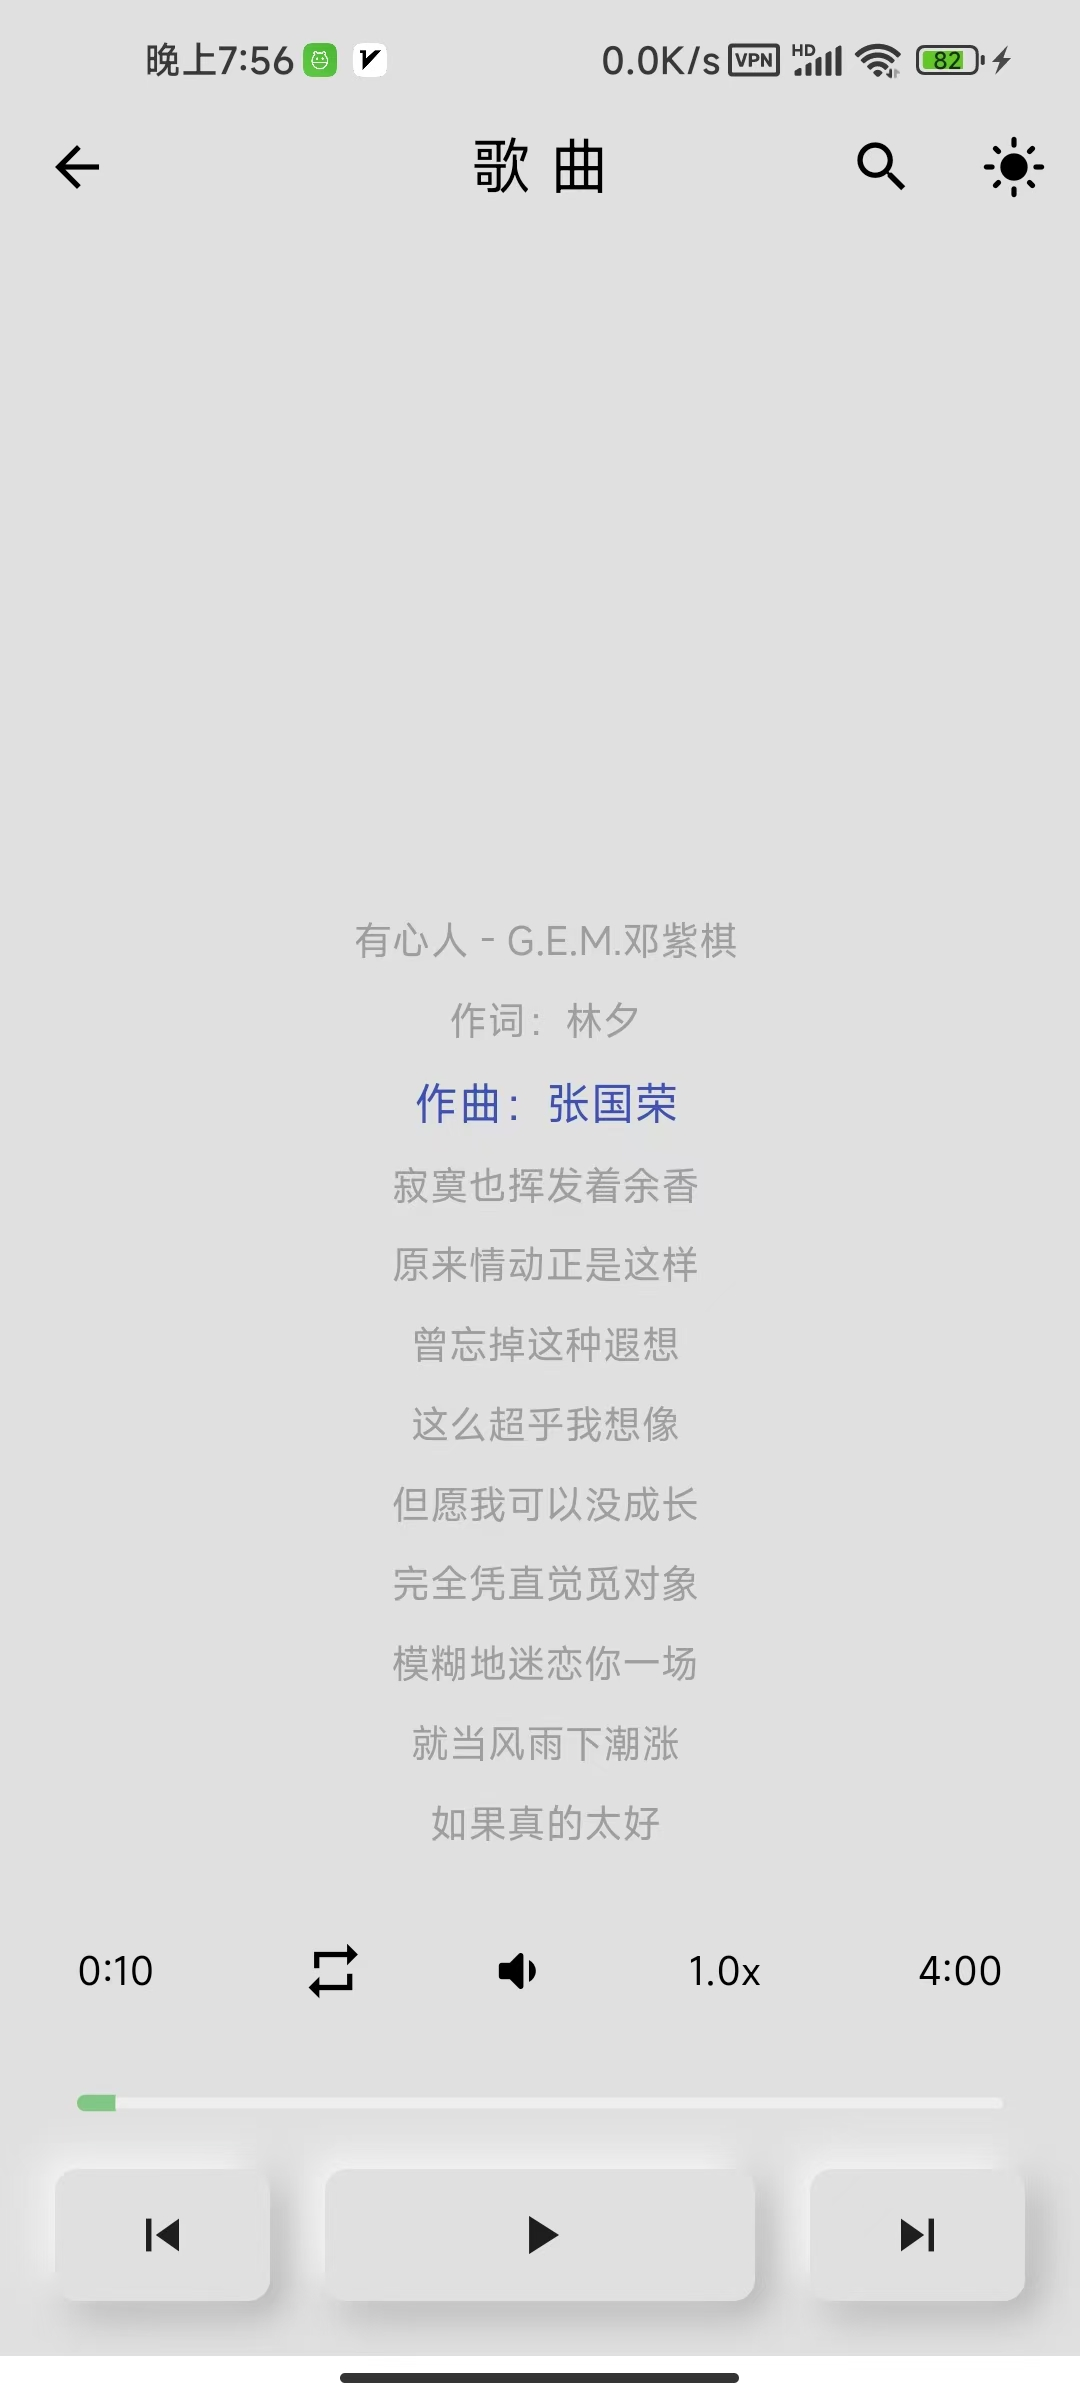 晚上7:56 0.0K/s VPN HD 82
歌 曲
有心人 - G.E.M.邓紫棋
作词：林夕
作曲：张国荣
寂寞也挥发着余香
原来情动正是这样
曾忘掉这种遐想
这么超乎我想像
但愿我可以没成长
完全凭直觉觅对象
模糊地迷恋你一场
就当风雨下潮涨
如果真的太好
0:10 1.0x 4:00